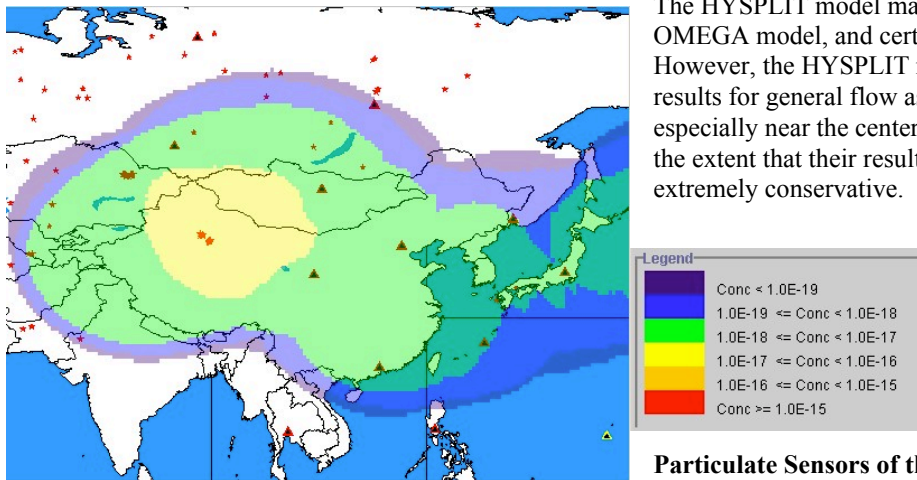 The HYSPLIT model ma
OMEGA model, and cert
However, the HYSPLIT
results for general flow a
especially near the center
the extent that their result
extremely conservative.
Legend
Conc < 1.0E-19
1.0E-19 <= Conc < 1.0E-18
1.0E-18 <= Conc < 1.0E-17
1.0E-17 <= Conc < 1.0E-16
1.0E-16 <= Conc < 1.0E-15
Conc >= 1.0E-15
Particulate Sensors of th